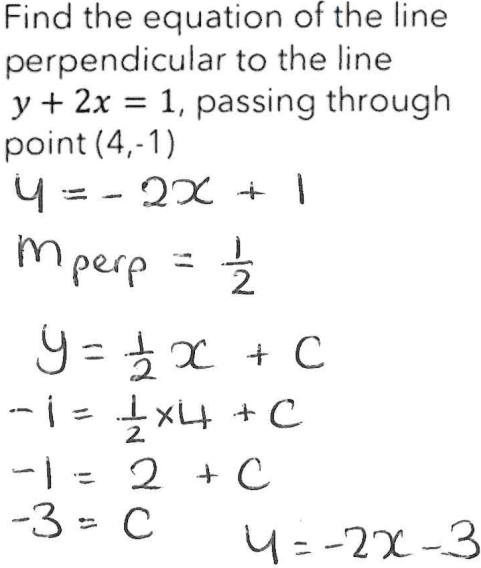 Find the equation of the line
perpendicular to the line
y + 2x = 1, passing through
point (4,-1)
y = - 2x + 1
m perp = 1/2
y = 1/2 x + C
-1 = 1/2 x4 + C
-1 = 2 + C
-3 = C
y = -2x - 3